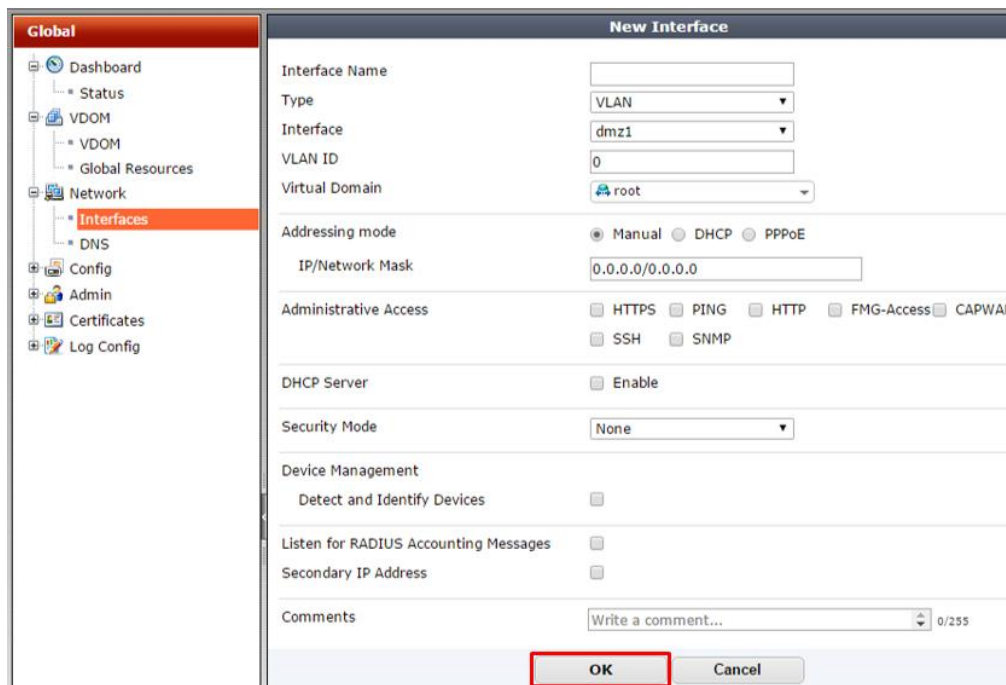 Global
Dashboard
Status
VDOM
VDOM
Global Resources
Network
Interfaces
DNS
Config
Admin
Certificates
Log Config
New Interface
Interface Name
Type VLAN
Interface dmz1
VLAN ID 0
Virtual Domain root
Addressing mode Manual DHCP PPPoE
IP/Network Mask 0.0.0.0/0.0.0.0
Administrative Access HTTPS PING HTTP FMG-Access CAPWA
SSH SNMP
DHCP Server Enable
Security Mode None
Device Management
Detect and Identify Devices
Listen for RADIUS Accounting Messages
Secondary IP Address
Comments Write a comment... 0/255
OK Cancel